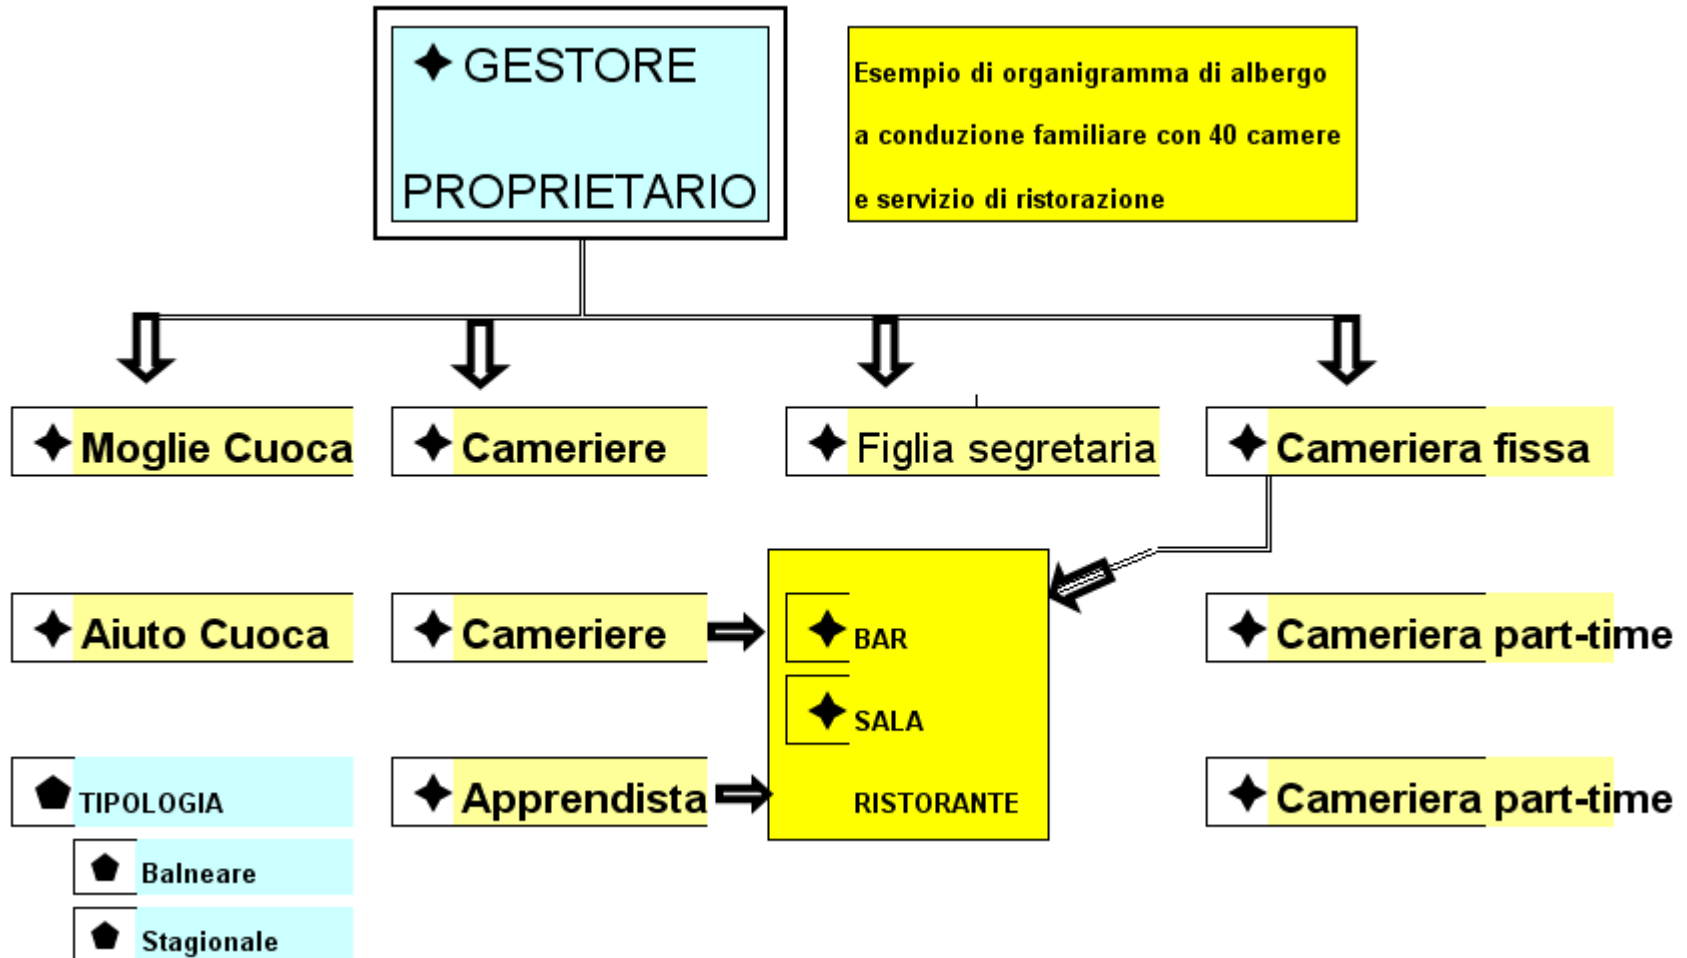 GESTORE
PROPRIETARIO
Esempio di organigramma di albergo
a conduzione familiare con 40 camere
e servizio di ristorazione
Moglie Cuoca
Cameriere
Figlia segretaria
Cameriera fissa
Aiuto Cuoca
Cameriere
BAR
SALA
RISTORANTE
Cameriera part-time
TIPOLOGIA
Apprendista
Cameriera part-time
Balneare
Stagionale